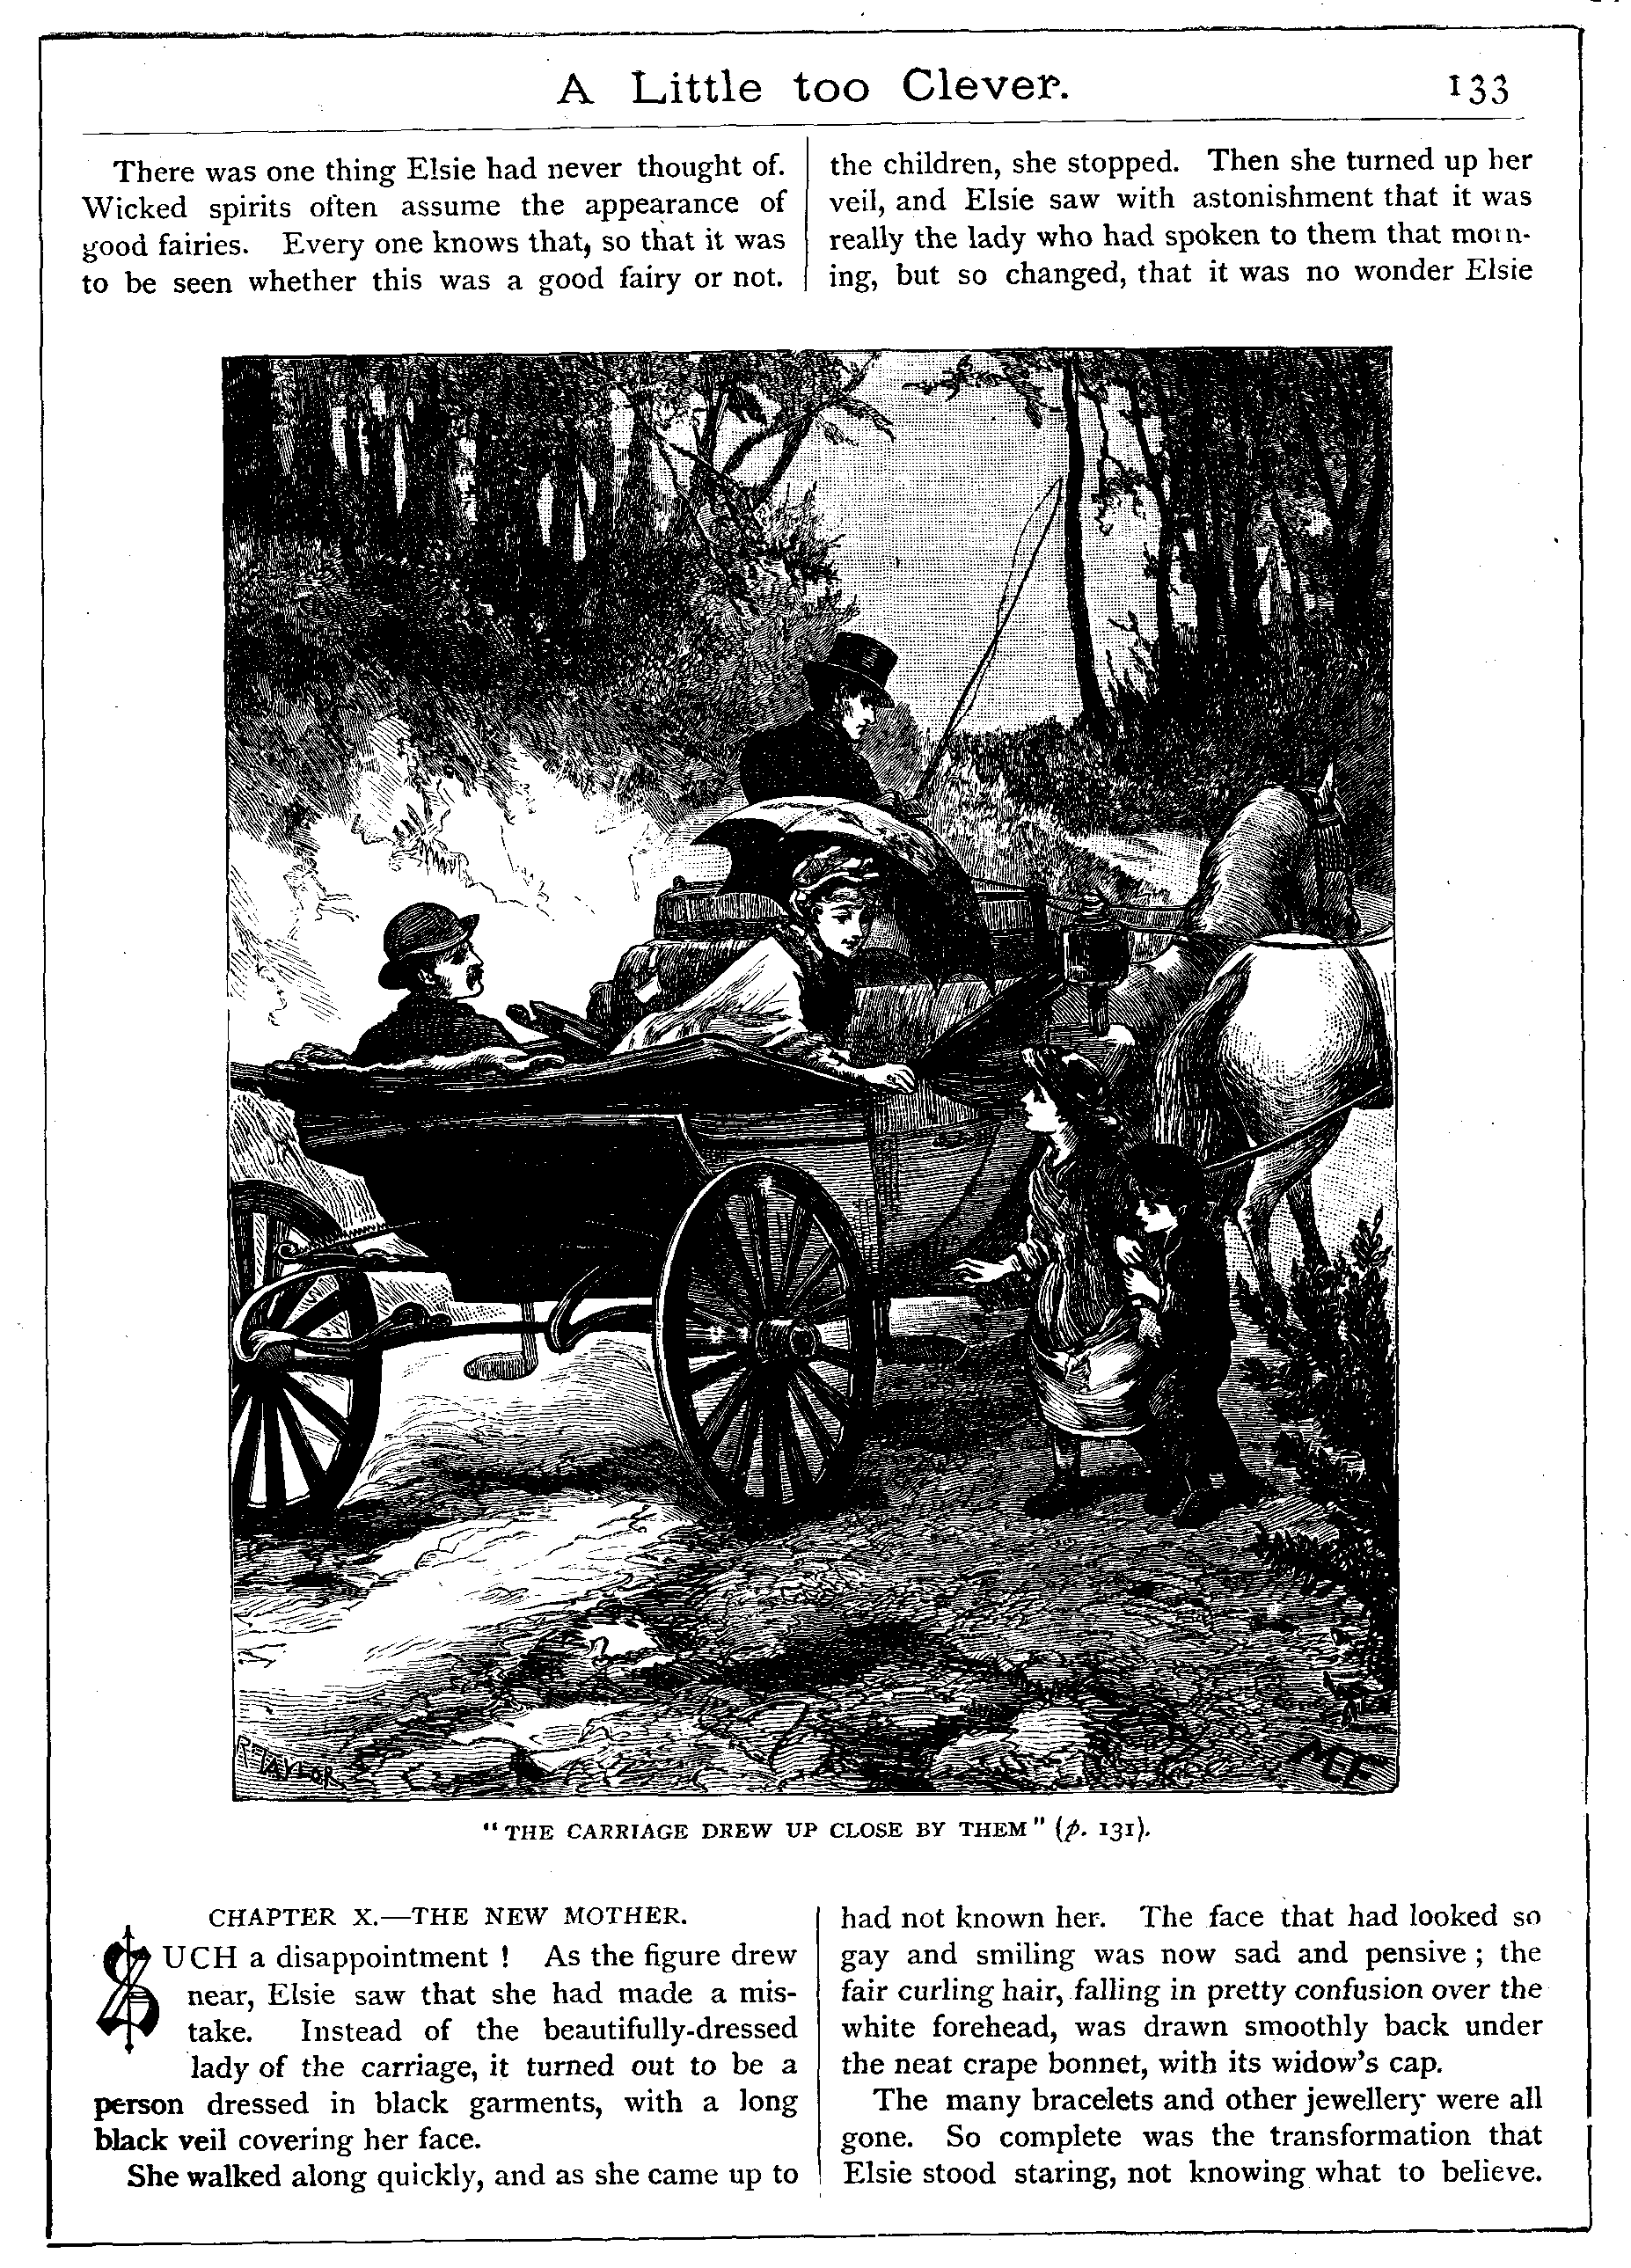 A Little too Clever.
133
There was one thing Elsie had never thought of.
Wicked spirits often assume the appearance of
good fairies. Every one knows that, so that it was
to be seen whether this was a good fairy or not.
CHAPTER X.—THE NEW MOTHER.
SUCH a disappointment! As the figure drew
near, Elsie saw that she had made a mis-
take. Instead of the beautifully-dressed
lady of the carriage, it turned out to be a
person dressed in black garments, with a long
black veil covering her face.
She walked along quickly, and as she came up to
the children, she stopped. Then she turned up her
veil, and Elsie saw with astonishment that it was
really the lady who had spoken to them that morn-
ing, but so changed, that it was no wonder Elsie
had not known her. The face that had looked so
gay and smiling was now sad and pensive; the
fair curling hair, falling in pretty confusion over the
white forehead, was drawn smoothly back under
the neat crape bonnet, with its widow's cap.
The many bracelets and other jewellery were all
gone. So complete was the transformation that
Elsie stood staring, not knowing what to believe.
R. TAYLOR
MEE
"THE CARRIAGE DREW UP CLOSE BY THEM" (p. 131).